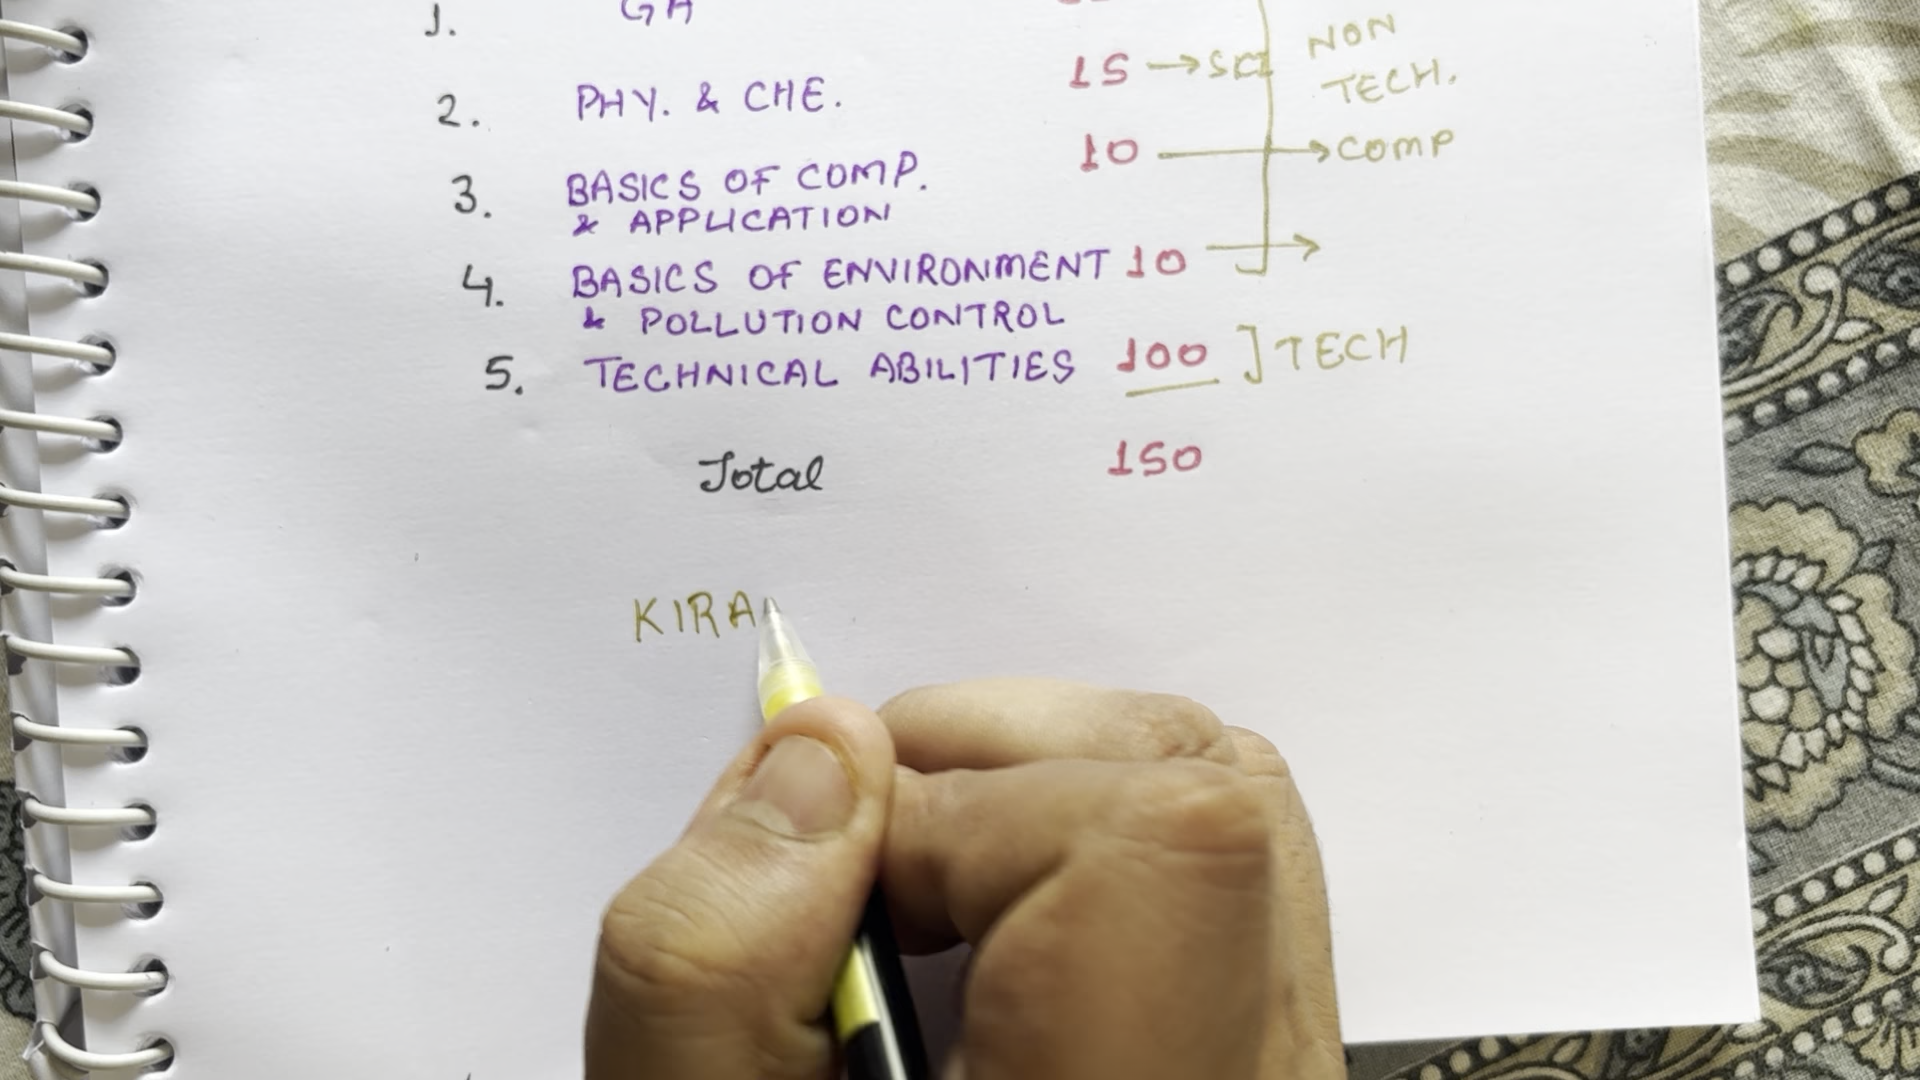 1. GA
2. PHY. & CHE. 15 → SCI
NON
TECH.
3. BASICS OF COMP. 10 → COMP
& APPLICATION
4. BASICS OF ENVIRONMENT 10 →
& POLLUTION CONTROL
5. TECHNICAL ABILITIES 100 ] TECH
Total 150
KIRA